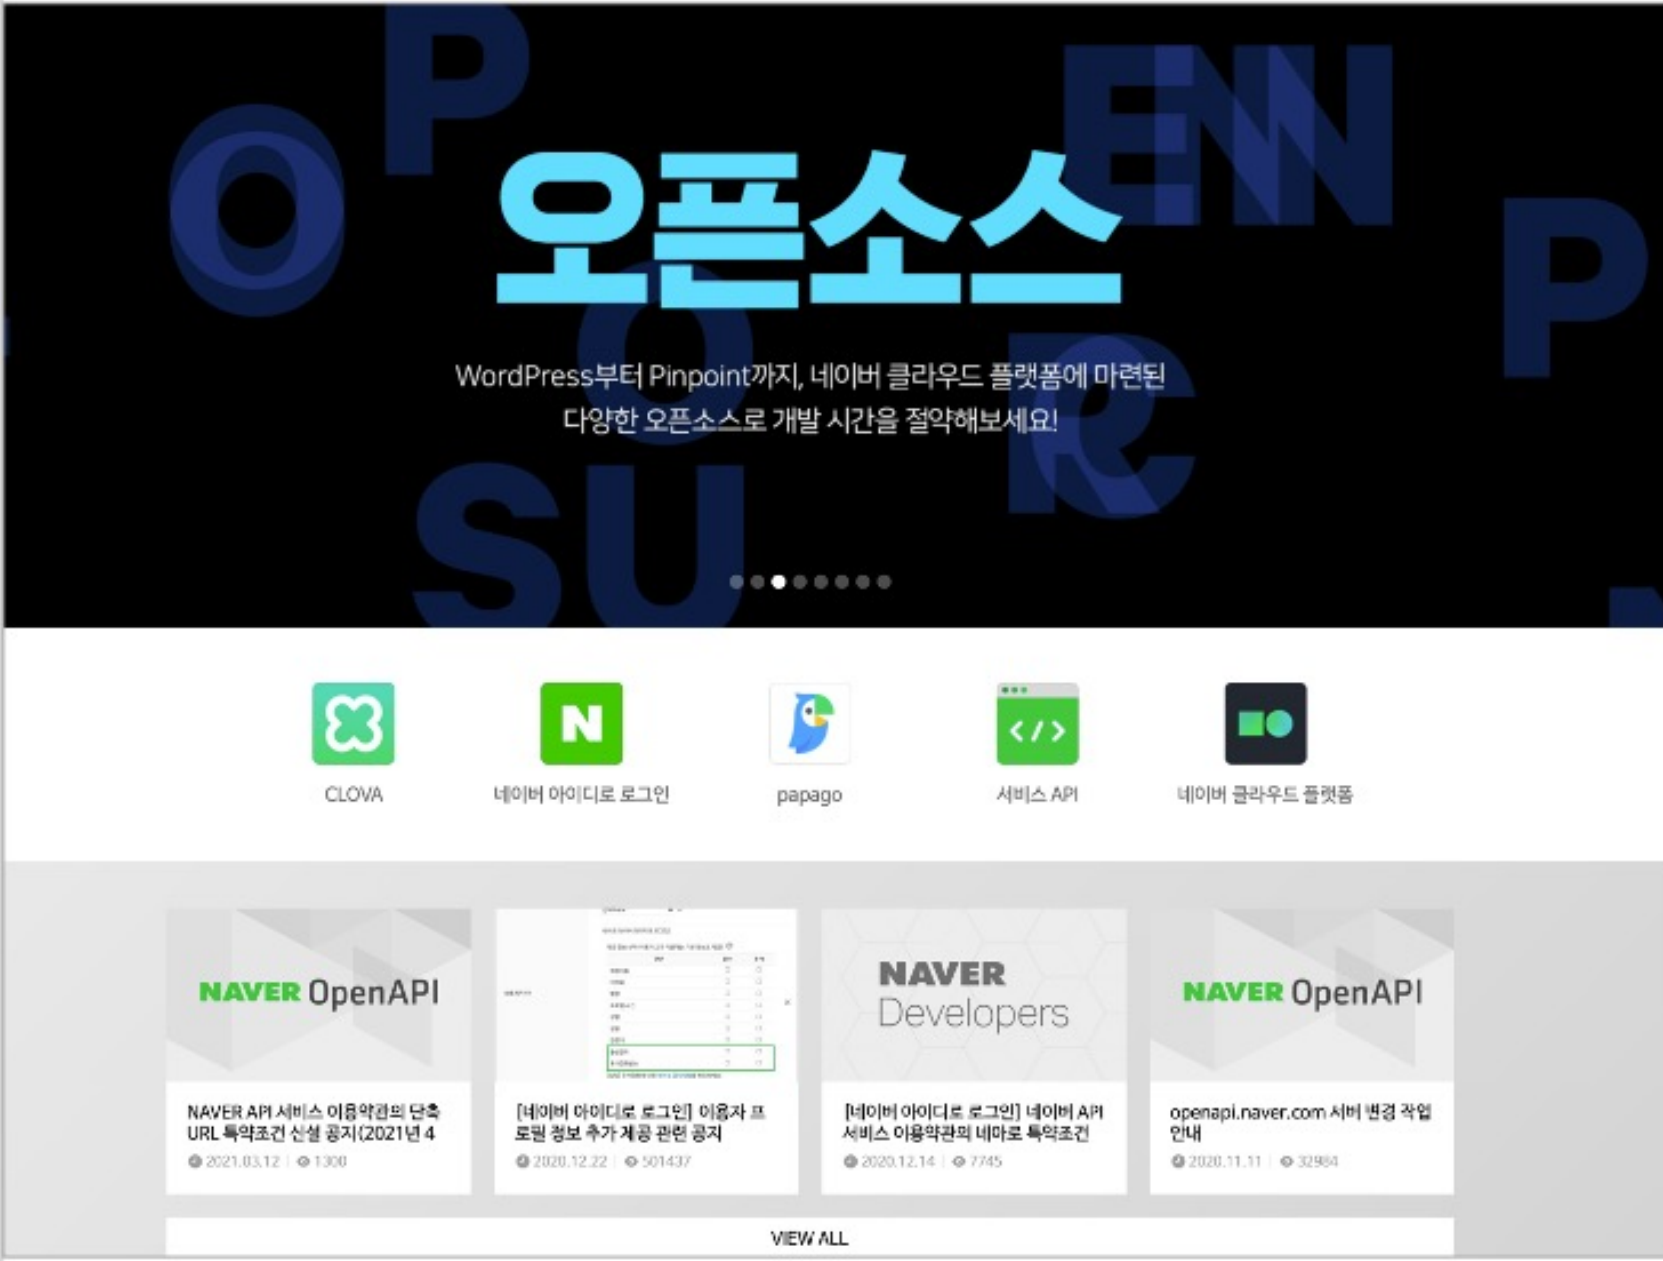 오픈소스
WordPress부터 Pinpoint까지, 네이버 클라우드 플랫폼에 마련된
다양한 오픈소스로 개발 시간을 절약해보세요!
CLOVA
네이버 아이디로 로그인
papago
서비스 API
네이버 클라우드 플랫폼
NAVER OpenAPI
NAVER API 서비스 이용약관의 단축
URL 특약조건 신설 공지(2021년 4
2021.03.12 | 1300
[네이버 아이디로 로그인] 이용자 프
로필 정보 추가 제공 관련 공지
2020.12.22 | 501437
NAVER
Developers
[네이버 아이디로 로그인] 네이버 API
서비스 이용약관의 네마로 특약조건
2020.12.14 | 7745
NAVER OpenAPI
openapi.naver.com 서버 변경 작업
안내
2020.11.11 | 32984
VIEW ALL